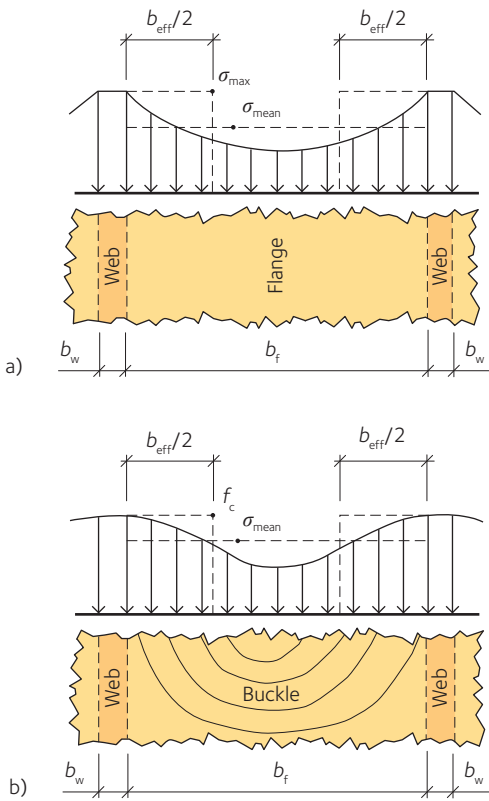 b_eff/2 b_eff/2
σ_max
σ_mean
Web Flange Web
b_w b_f b_w
a)
b_eff/2 b_eff/2
f_c
σ_mean
Web Buckle Web
b_w b_f b_w
b)